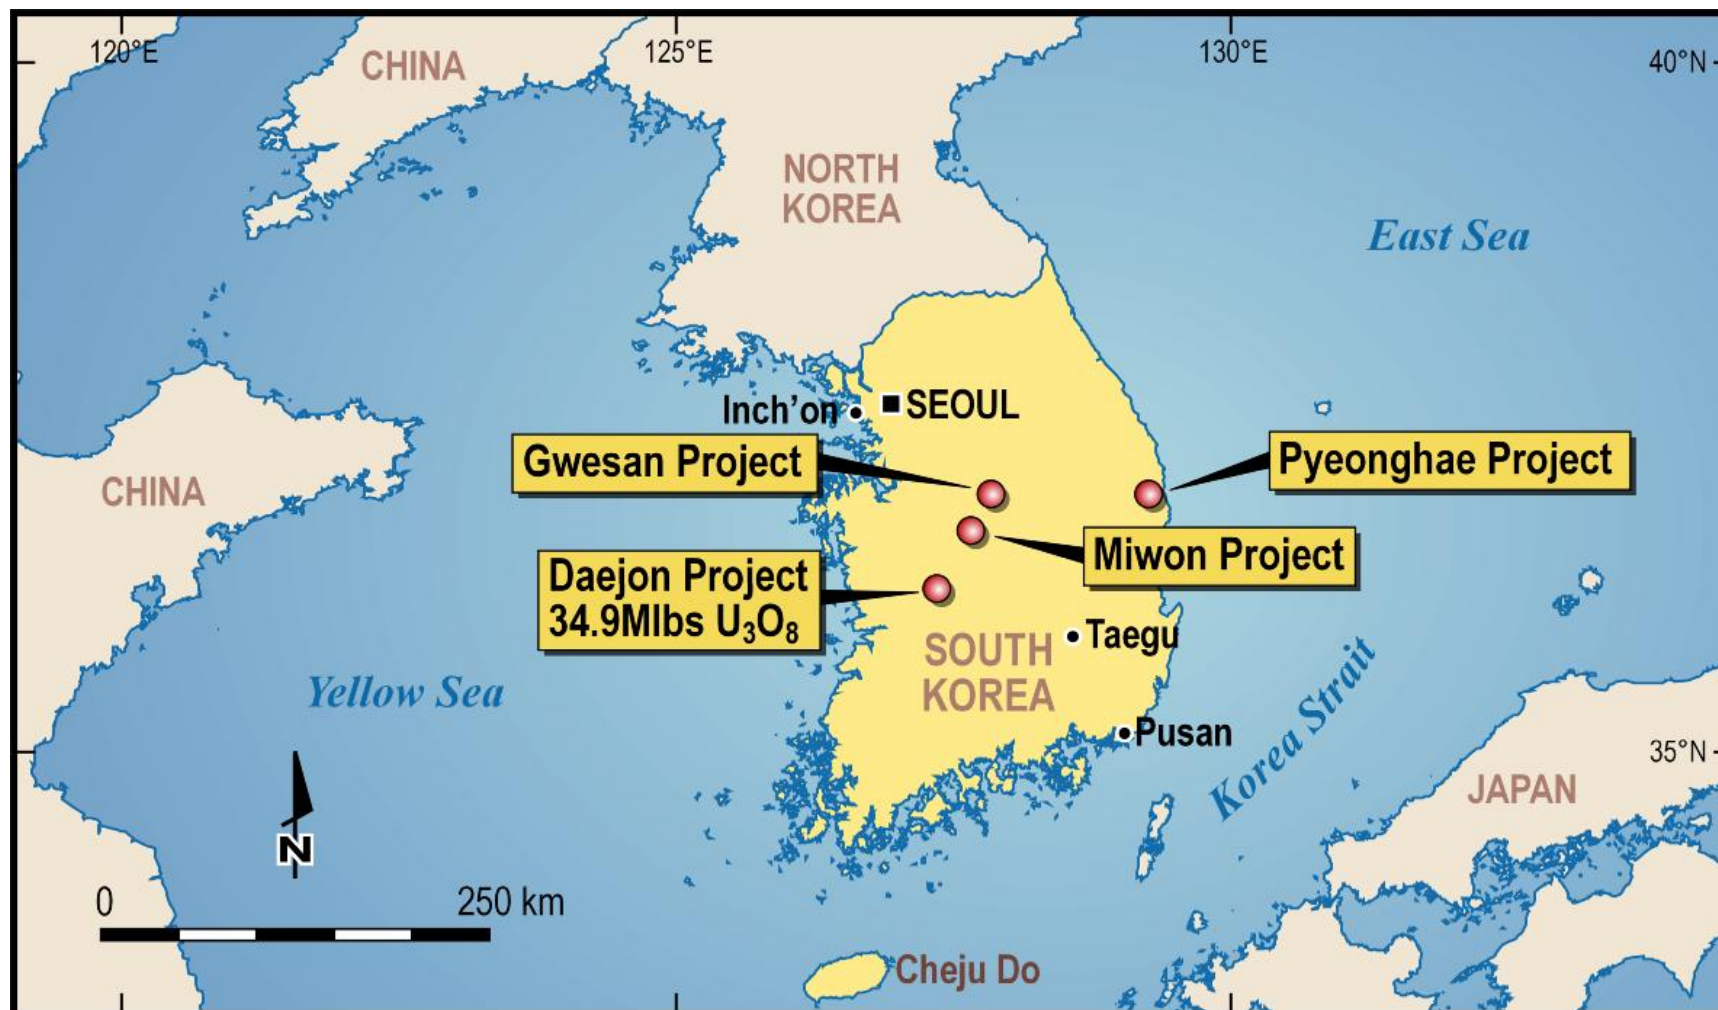 120°E
125°E
130°E
40°N
CHINA
NORTH
KOREA
East Sea
Inch'on
SEOUL
Gwesan Project
Pyeonghae Project
CHINA
Miwon Project
Daejon Project
34.9Mlbs U₃O₈
Taegu
SOUTH
KOREA
Yellow Sea
Pusan
Korea Strait
35°N
JAPAN
N
0
250 km
Cheju Do